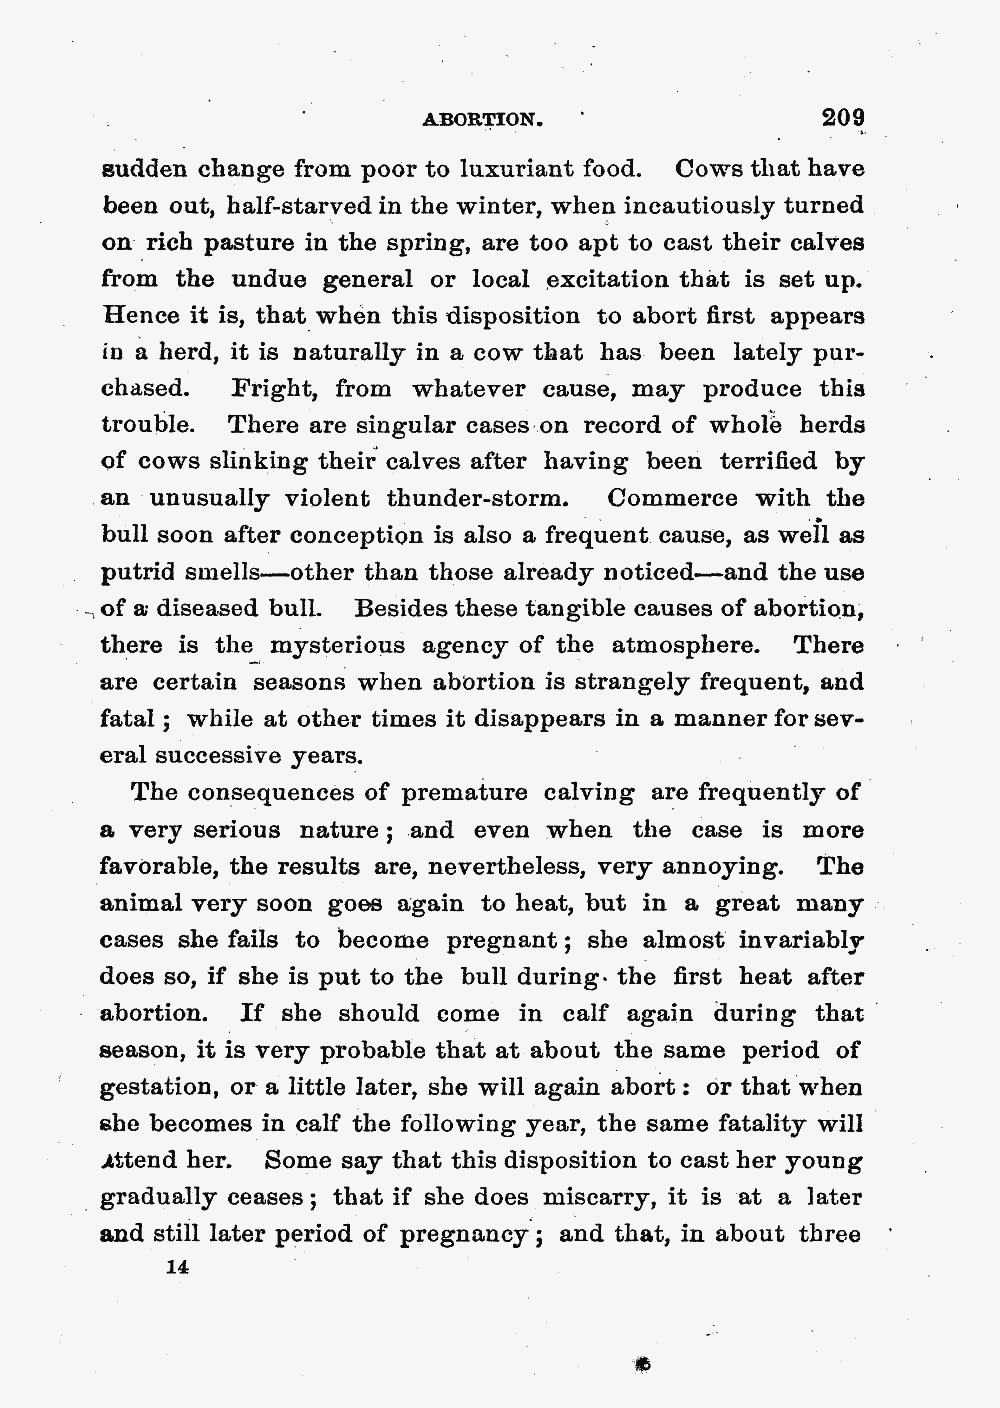 ABORTION. 209
sudden change from poor to luxuriant food. Cows that have
been out, half-starved in the winter, when incautiously turned
on rich pasture in the spring, are too apt to cast their calves
from the undue general or local excitation that is set up.
Hence it is, that when this disposition to abort first appears
in a herd, it is naturally in a cow that has been lately pur-
chased. Fright, from whatever cause, may produce this
trouble. There are singular cases on record of whole herds
of cows slinking their calves after having been terrified by
an unusually violent thunder-storm. Commerce with the
bull soon after conception is also a frequent cause, as well as
putrid smells—other than those already noticed—and the use
of a diseased bull. Besides these tangible causes of abortion,
there is the mysterious agency of the atmosphere. There
are certain seasons when abortion is strangely frequent, and
fatal ; while at other times it disappears in a manner for sev-
eral successive years.
The consequences of premature calving are frequently of
a very serious nature ; and even when the case is more
favorable, the results are, nevertheless, very annoying. The
animal very soon goes again to heat, but in a great many
cases she fails to become pregnant ; she almost invariably
does so, if she is put to the bull during the first heat after
abortion. If she should come in calf again during that
season, it is very probable that at about the same period of
gestation, or a little later, she will again abort : or that when
she becomes in calf the following year, the same fatality will
attend her. Some say that this disposition to cast her young
gradually ceases ; that if she does miscarry, it is at a later
and still later period of pregnancy ; and that, in about three
14